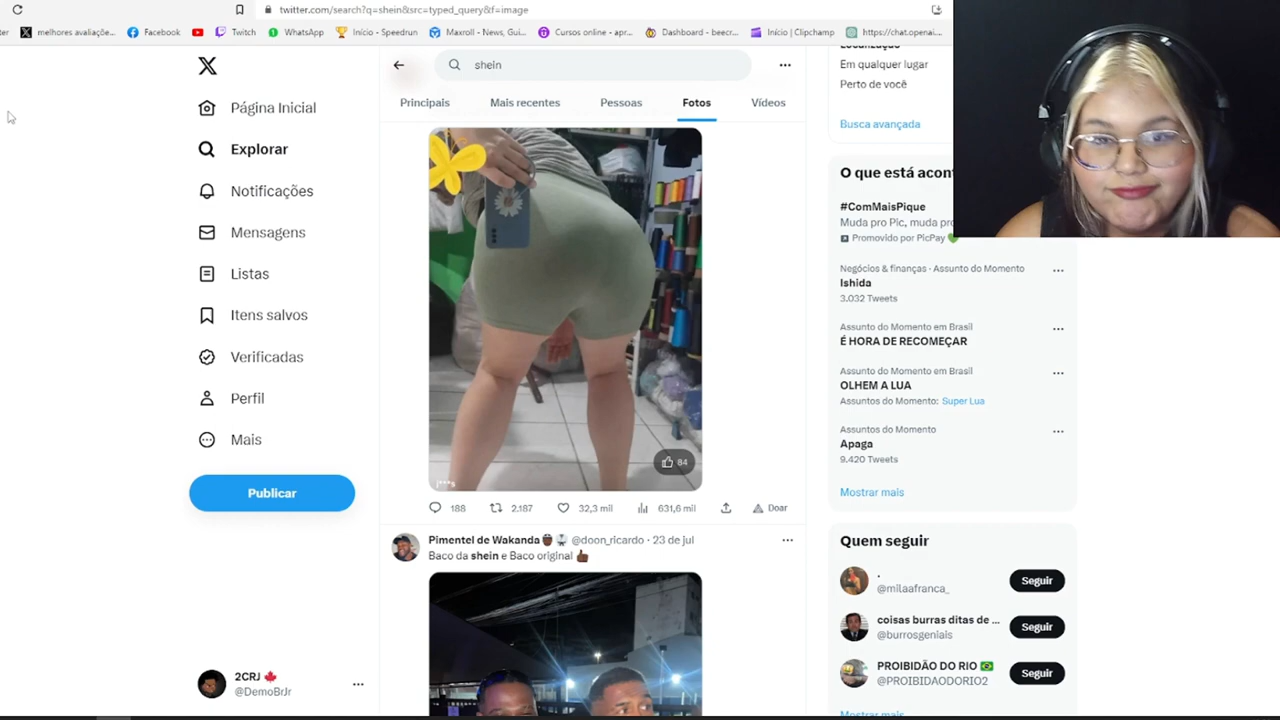 twitter.com/search?q=shein&src=typed_query&f=image
melhores avaliaçõe...
Facebook
Twitch
WhatsApp
Início - Speedrun
Maxroll - News, Gui...
Cursos online - apr...
Dashboard - beecr...
Início | Clipchamp
https://chat.openai....
shein
Principais
Mais recentes
Pessoas
Fotos
Vídeos
Página Inicial
Explorar
Notificações
Mensagens
Listas
Itens salvos
Verificadas
Perfil
Mais
Publicar
2CRJ
@DemoBrJr
84
j***s
188
2.187
32,3 mil
631,6 mil
Doar
Pimentel de Wakanda @doon_ricardo · 23 de jul
Baco da shein e Baco original
Localização
Em qualquer lugar
Perto de você
Busca avançada
O que está acon
#ComMaisPique
Muda pro Pic, muda pro
Promovido por PicPay
Negócios & finanças · Assunto do Momento
Ishida
3.032 Tweets
Assunto do Momento em Brasil
É HORA DE RECOMEÇAR
Assunto do Momento em Brasil
OLHEM A LUA
Assuntos do Momento: Super Lua
Assuntos do Momento
Apaga
9.420 Tweets
Mostrar mais
Quem seguir
.
@milaafranca_
Seguir
coisas burras ditas de ...
@burrosgeniais
Seguir
PROIBIDÃO DO RIO
@PROIBIDAODORIO2
Seguir
Mostrar mais